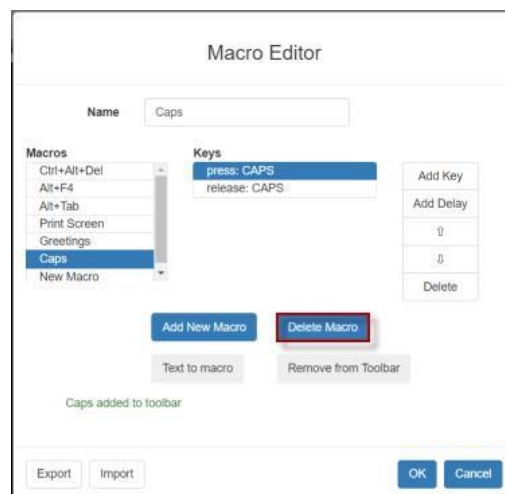 Macro Editor
Name Caps
Macros Keys
Ctrl+Alt+Del
Alt+F4
Alt+Tab
Print Screen
Greetings
Caps
New Macro
press: CAPS
release: CAPS
Add Key
Add Delay
⇧
⇩
Delete
Add New Macro Delete Macro
Text to macro Remove from Toolbar
Caps added to toolbar
Export Import OK Cancel